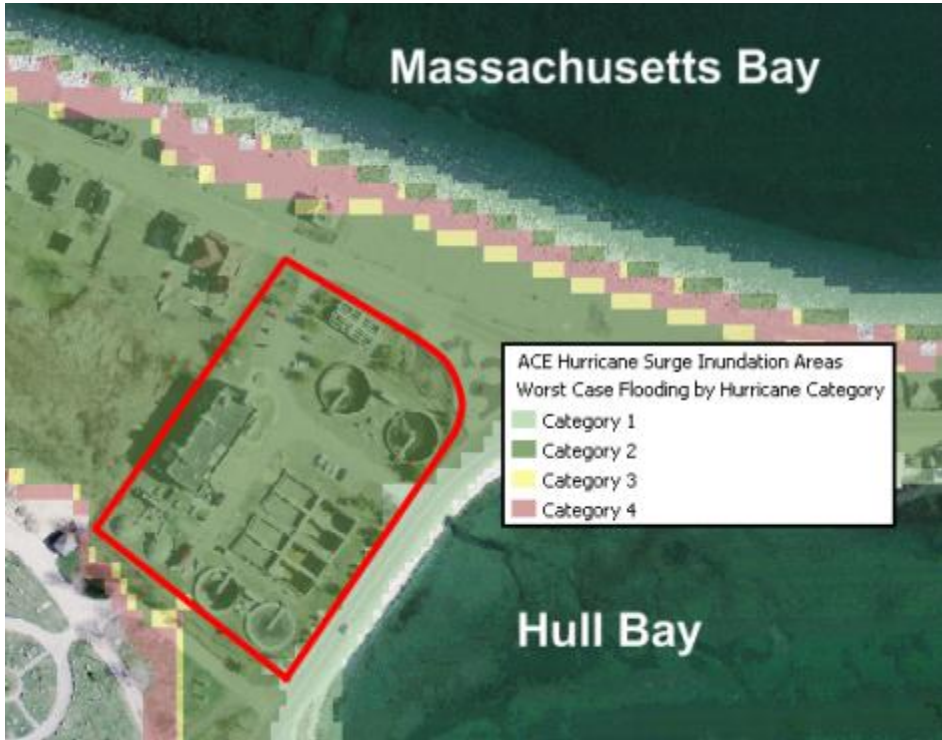 Massachusetts Bay
ACE Hurricane Surge Inundation Areas
Worst Case Flooding by Hurricane Category
Category 1
Category 2
Category 3
Category 4
Hull Bay